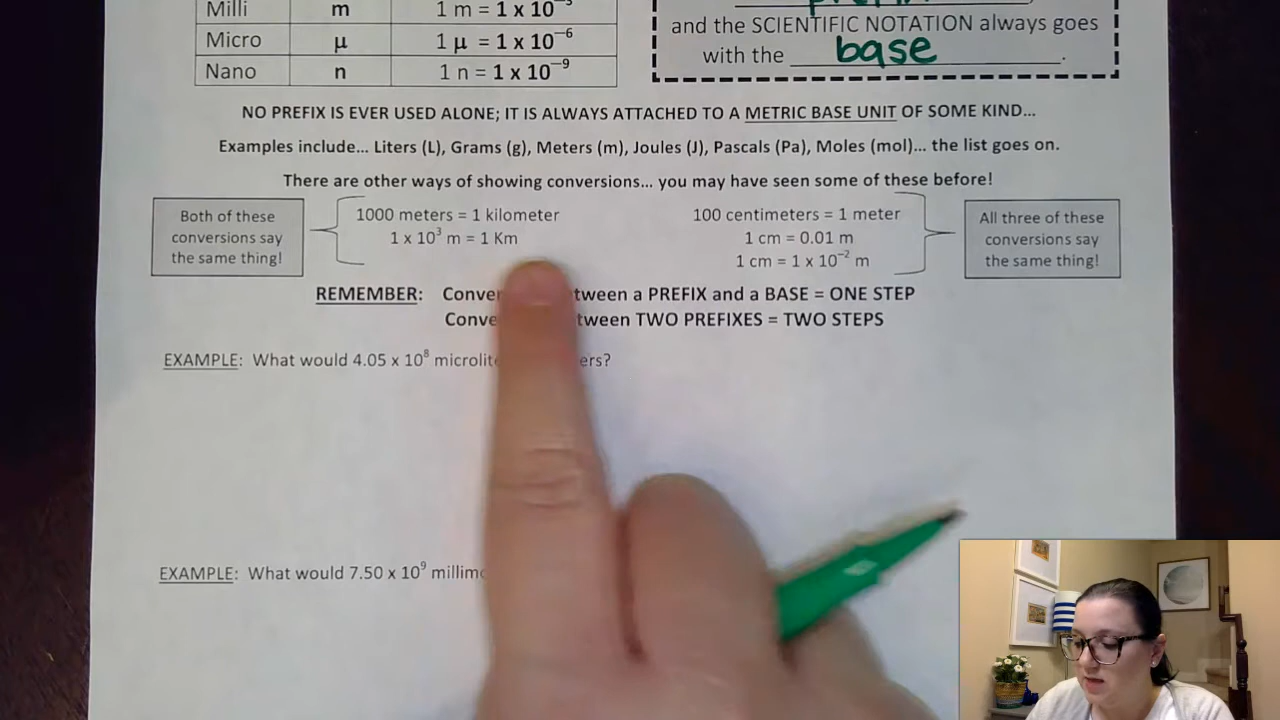 Milli m 1 m = 1 x 10⁻³
Micro μ 1 μ = 1 x 10⁻⁶
Nano n 1 n = 1 x 10⁻⁹
and the SCIENTIFIC NOTATION always goes
with the base.
NO PREFIX IS EVER USED ALONE; IT IS ALWAYS ATTACHED TO A METRIC BASE UNIT OF SOME KIND…
Examples include… Liters (L), Grams (g), Meters (m), Joules (J), Pascals (Pa), Moles (mol)… the list goes on.
There are other ways of showing conversions… you may have seen some of these before!
Both of these
conversions say
the same thing!
1000 meters = 1 kilometer
1 x 10³ m = 1 Km
100 centimeters = 1 meter
1 cm = 0.01 m
1 cm = 1 x 10⁻² m
All three of these
conversions say
the same thing!
REMEMBER: Conver tween a PREFIX and a BASE = ONE STEP
Conve tween TWO PREFIXES = TWO STEPS
EXAMPLE: What would 4.05 x 10⁸ microlit ers?
EXAMPLE: What would 7.50 x 10⁹ millim